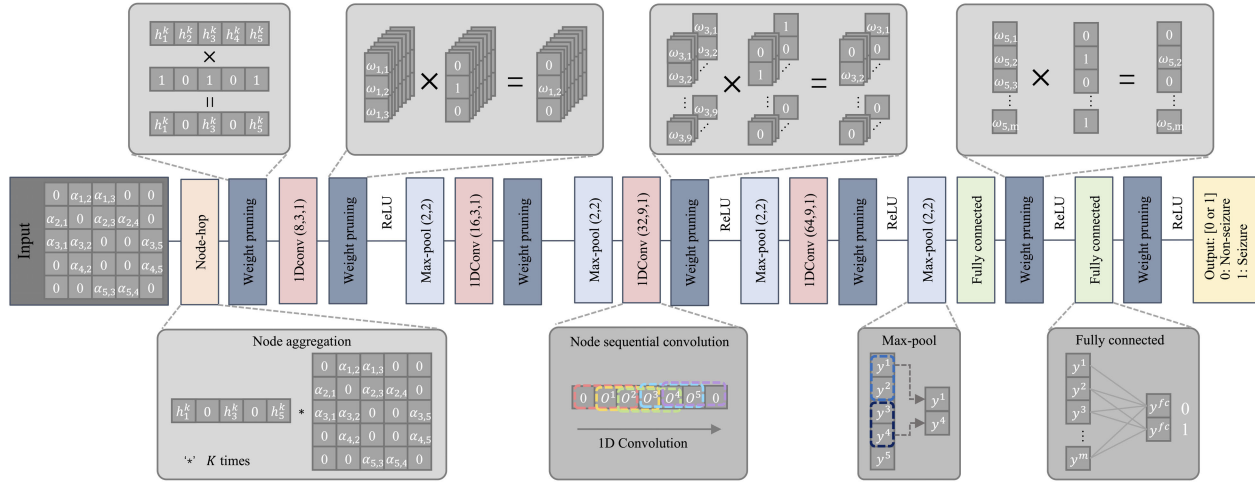 h₁ᵏ h₂ᵏ h₃ᵏ h₄ᵏ h₅ᵏ
×
1 0 1 0 1
=
h₁ᵏ 0 h₃ᵏ 0 h₅ᵏ
ω₁,₁ ω₁,₂ ω₁,₃ × 0 1 0 = 0 ω₁,₂ 0
ω₃,₁ 1 ω₃,₁
ω₃,₁ ω₃,₂ 0 0 0 0
ω₃,₂ ⋱ × 1 ⋱ = ω₃,₂ ⋱
⋮ ω₃,₉ ⋮ 0 ⋮ 0
ω₃,₉ ⋰ 0 ⋰ 0 ⋰
ω₅,₁ 0 0
ω₅,₂ 1 ω₅,₂
ω₅,₃ × 0 = 0
⋮ ⋮ ⋮
ω₅,m 1 ω₅,m
Input
0 α₁,₂ α₁,₃ 0 0
α₂,₁ 0 α₂,₃ α₂,₄ 0
α₃,₁ α₃,₂ 0 0 α₃,₅
0 α₄,₂ 0 0 α₄,₅
0 0 α₅,₃ α₅,₄ 0
Node-hop
Weight pruning
1Dconv (8,3,1)
Weight pruning
ReLU
Max-pool (2,2)
1DConv (16,3,1)
Weight pruning
Max-pool (2,2)
1DConv (32,9,1)
Weight pruning
ReLU
Max-pool (2,2)
1DConv (64,9,1)
Weight pruning
ReLU
Max-pool (2,2)
Fully connected
Weight pruning
ReLU
Fully connected
Weight pruning
ReLU
Output: [0 or 1]
0: Non-seizure
1: Seizure
Node aggregation
h₁ᵏ 0 h₃ᵏ 0 h₅ᵏ *
0 α₁,₂ α₁,₃ 0 0
α₂,₁ 0 α₂,₃ α₂,₄ 0
α₃,₁ α₃,₂ 0 0 α₃,₅
0 α₄,₂ 0 0 α₄,₅
0 0 α₅,₃ α₅,₄ 0
‘*’ K times
Node sequential convolution
0 O¹ O² O³ O⁴ O⁵ 0
1D Convolution
Max-pool
y¹
y²
y³
y⁴
y⁵
y¹
y⁴
Fully connected
y¹
y²
y³
⋮
yᵐ
yᶠᶜ 0
yᶠᶜ 1